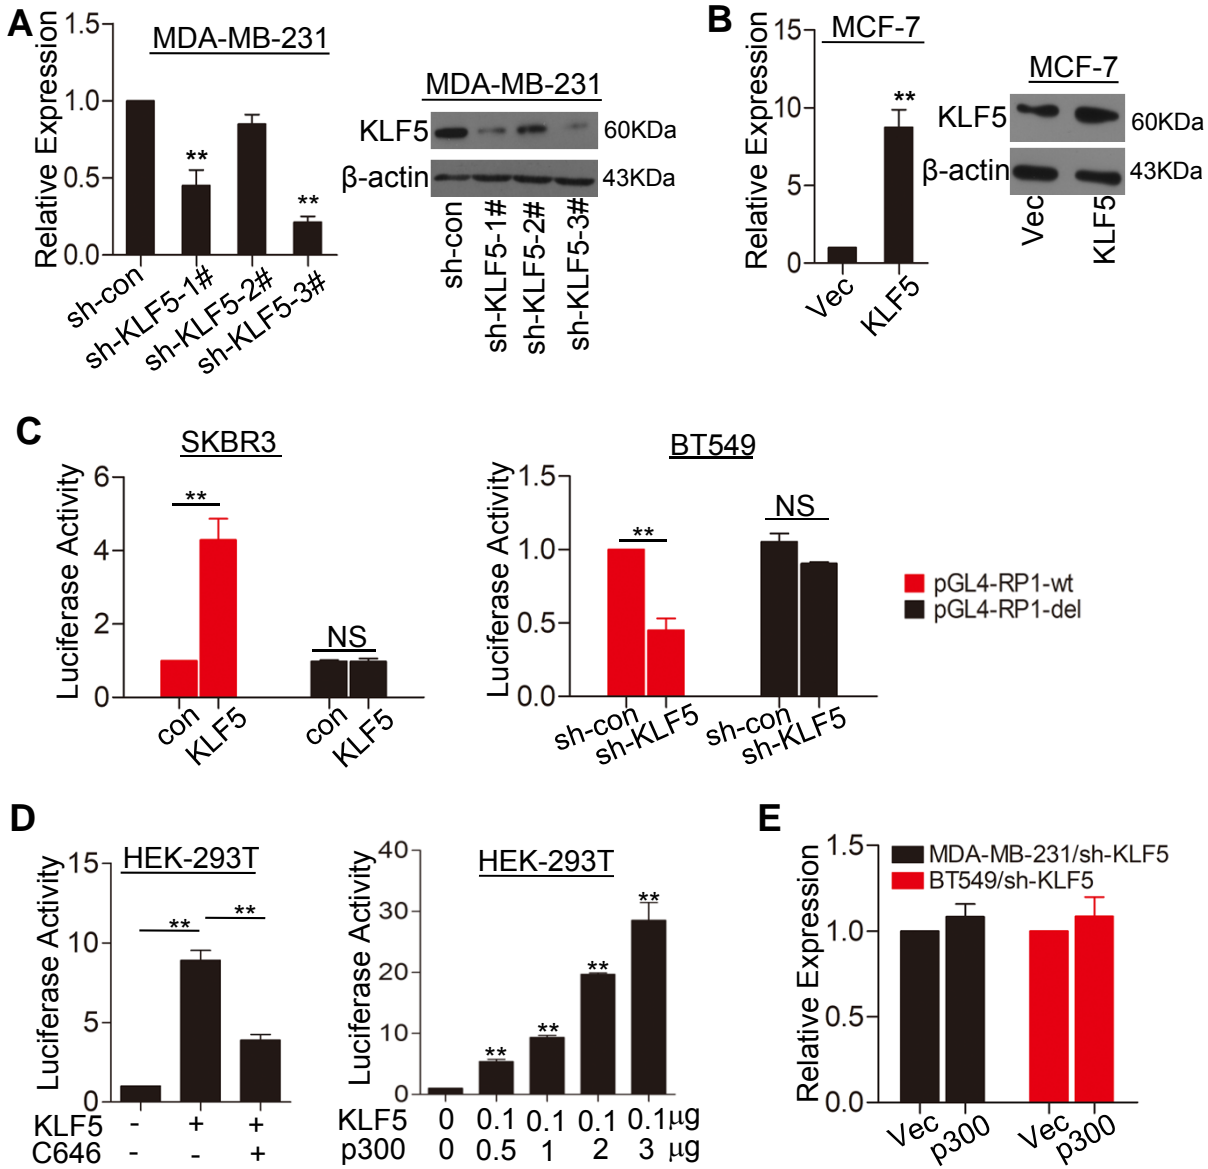 A
MDA-MB-231
Relative Expression
1.5
1.0
0.5
0.0
**
**
sh-con
sh-KLF5-1#
sh-KLF5-2#
sh-KLF5-3#
MDA-MB-231
KLF5
60KDa
β-actin
43KDa
sh-con
sh-KLF5-1#
sh-KLF5-2#
sh-KLF5-3#
B
MCF-7
Relative Expression
15
10
5
0
**
Vec
KLF5
MCF-7
KLF5
60KDa
β-actin
43KDa
Vec
KLF5
C
SKBR3
Luciferase Activity
6
4
2
0
**
NS
con
KLF5
con
KLF5
BT549
Luciferase Activity
1.5
1.0
0.5
0.0
**
NS
sh-con
sh-KLF5
sh-con
sh-KLF5
pGL4-RP1-wt
pGL4-RP1-del
D
HEK-293T
Luciferase Activity
15
10
5
0
**
**
KLF5 - + +
C646 - - +
HEK-293T
Luciferase Activity
40
30
20
10
0
**
**
**
**
KLF5 0 0.1 0.1 0.1 0.1 μg
p300 0 0.5 1 2 3 μg
E
MDA-MB-231/sh-KLF5
BT549/sh-KLF5
Relative Expression
1.5
1.0
0.5
0.0
Vec
p300
Vec
p300